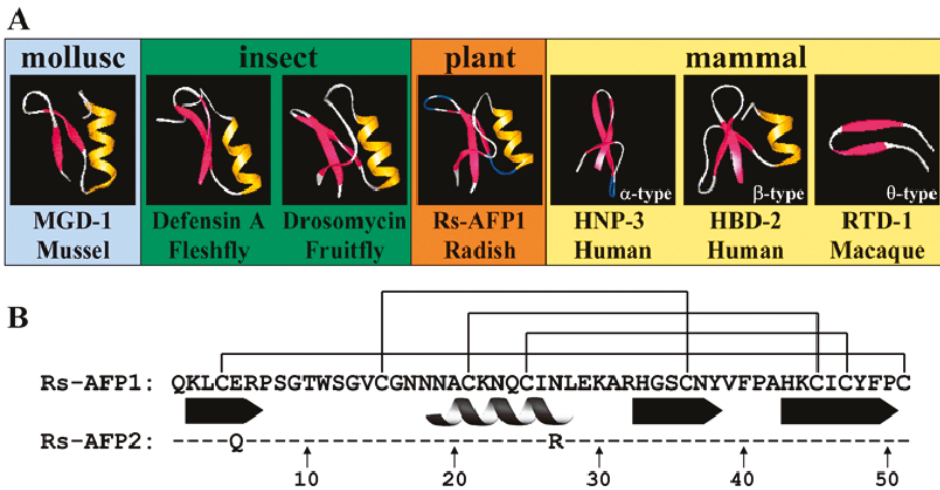 A
mollusc insect plant mammal
α-type β-type θ-type
MGD-1 Defensin A Drosomycin Rs-AFP1 HNP-3 HBD-2 RTD-1
Mussel Fleshfly Fruitfly Radish Human Human Macaque
B
Rs-AFP1: QKLCERPSGTWSGVCGNNNACKNQCINLEKARHGSCNYVFPAHKCICYFPC
Rs-AFP2: ----Q---------------------R------------------------
10 20 30 40 50